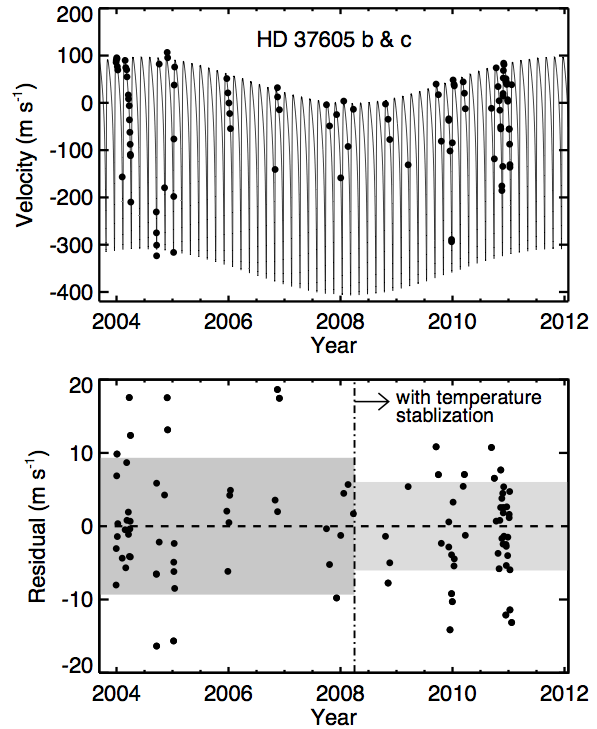 HD 37605 b & c
200
100
0
-100
-200
-300
-400
Velocity (m s-1)
2004 2006 2008 2010 2012
Year
with temperature
stablization
20
10
0
-10
-20
Residual (m s-1)
2004 2006 2008 2010 2012
Year